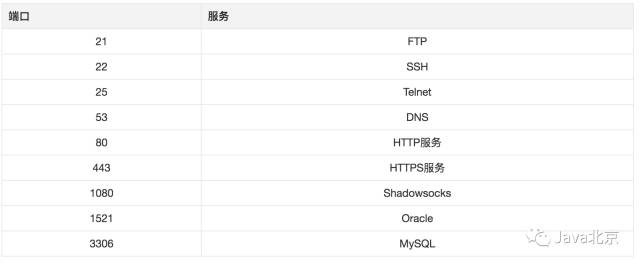 端口 服务
21 FTP
22 SSH
25 Telnet
53 DNS
80 HTTP服务
443 HTTPS服务
1080 Shadowsocks
1521 Oracle
3306 MySQL
Java北京